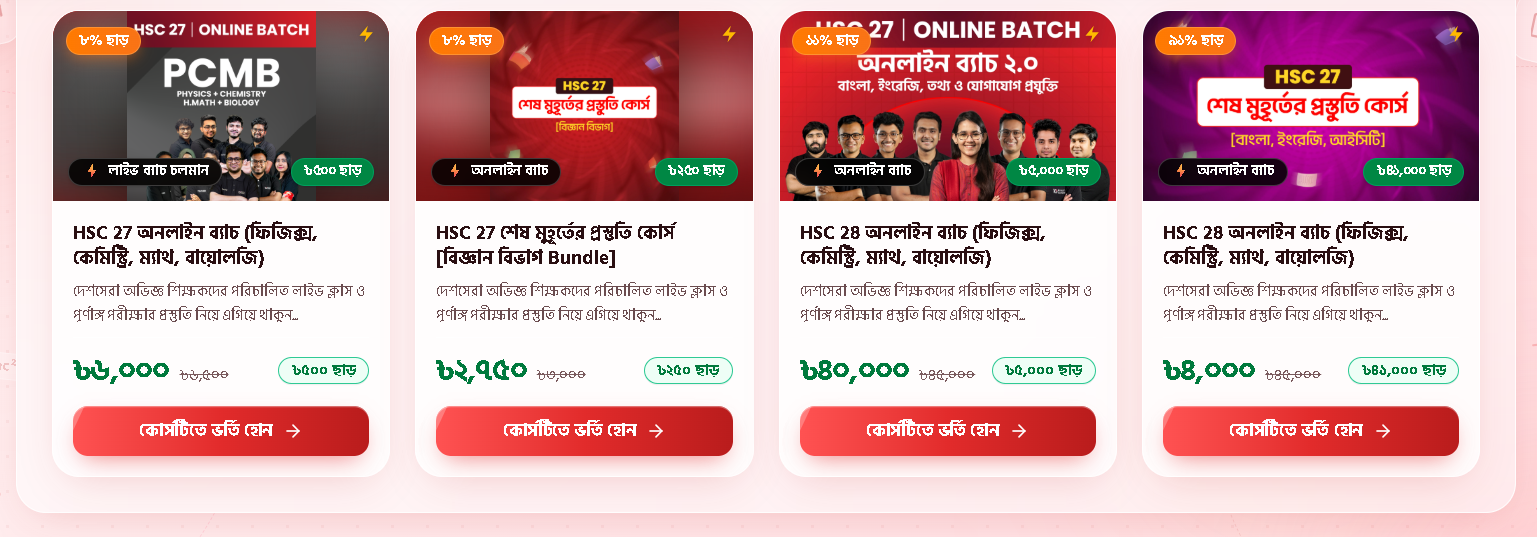 ৮% ছাড়
HSC 27 | ONLINE BATCH
PCMB
PHYSICS + CHEMISTRY
H.MATH + BIOLOGY
লাইভ ব্যাচ চলমান
৳৫০০ ছাড়
HSC 27 অনলাইন ব্যাচ (ফিজিক্স,
কেমিস্ট্রি, ম্যাথ, বায়োলজি)
দেশসেরা অভিজ্ঞ শিক্ষকদের পরিচালিত লাইভ ক্লাস ও
পূর্ণাঙ্গ পরীক্ষার প্রস্তুতি নিয়ে এগিয়ে থাকুন...
৳৬,০০০ ৳৬,৫০০ ৳৫০০ ছাড়
কোর্সটিতে ভর্তি হোন →
৮% ছাড়
HSC 27
শেষ মুহূর্তের প্রস্তুতি কোর্স
[বিজ্ঞান বিভাগ]
অনলাইন ব্যাচ
৳২৫০ ছাড়
HSC 27 শেষ মুহূর্তের প্রস্তুতি কোর্স
[বিজ্ঞান বিভাগ Bundle]
দেশসেরা অভিজ্ঞ শিক্ষকদের পরিচালিত লাইভ ক্লাস ও
পূর্ণাঙ্গ পরীক্ষার প্রস্তুতি নিয়ে এগিয়ে থাকুন...
৳২,৭৫০ ৳৩,০০০ ৳২৫০ ছাড়
কোর্সটিতে ভর্তি হোন →
১১% ছাড়
27 | ONLINE BATCH
অনলাইন ব্যাচ ২.০
বাংলা, ইংরেজি, তথ্য ও যোগাযোগ প্রযুক্তি
অনলাইন ব্যাচ
৳৫,০০০ ছাড়
HSC 28 অনলাইন ব্যাচ (ফিজিক্স,
কেমিস্ট্রি, ম্যাথ, বায়োলজি)
দেশসেরা অভিজ্ঞ শিক্ষকদের পরিচালিত লাইভ ক্লাস ও
পূর্ণাঙ্গ পরীক্ষার প্রস্তুতি নিয়ে এগিয়ে থাকুন...
৳৪০,০০০ ৳৪৫,০০০ ৳৫,০০০ ছাড়
কোর্সটিতে ভর্তি হোন →
৯১% ছাড়
HSC 27
শেষ মুহূর্তের প্রস্তুতি কোর্স
[বাংলা, ইংরেজি, আইসিটি]
অনলাইন ব্যাচ
৳৪১,০০০ ছাড়
HSC 28 অনলাইন ব্যাচ (ফিজিক্স,
কেমিস্ট্রি, ম্যাথ, বায়োলজি)
দেশসেরা অভিজ্ঞ শিক্ষকদের পরিচালিত লাইভ ক্লাস ও
পূর্ণাঙ্গ পরীক্ষার প্রস্তুতি নিয়ে এগিয়ে থাকুন...
৳৪,০০০ ৳৪৫,০০০ ৳৪১,০০০ ছাড়
কোর্সটিতে ভর্তি হোন →